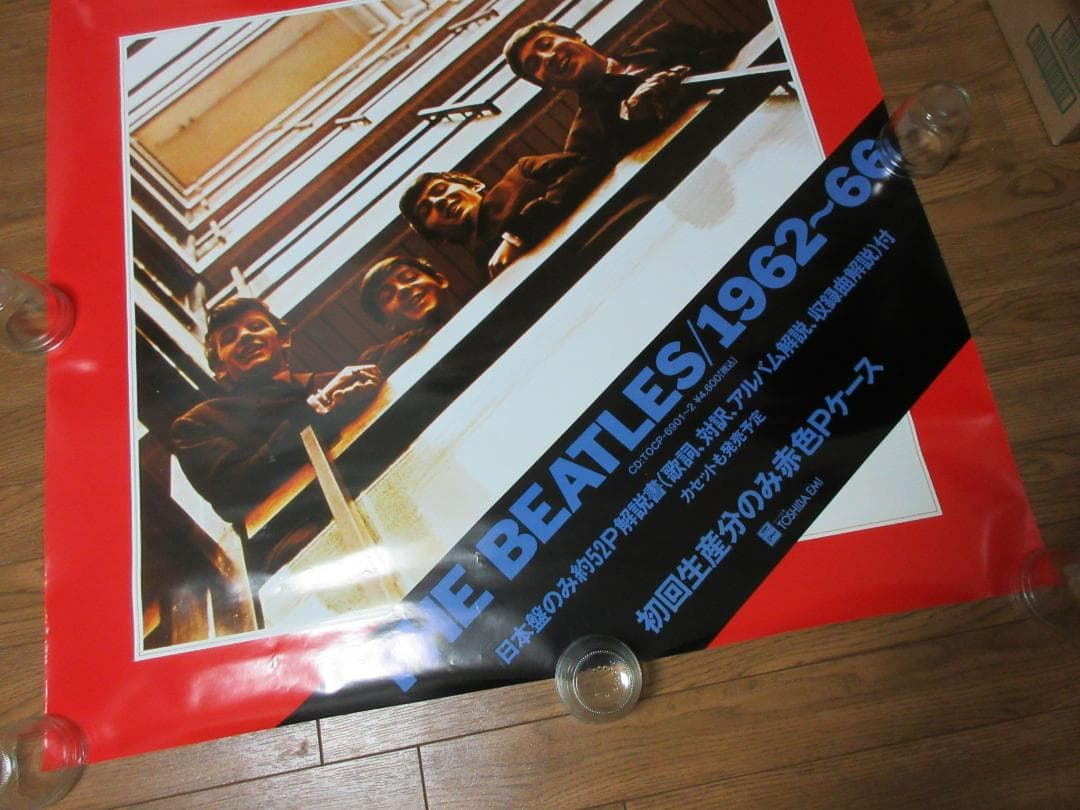 THE BEATLES/1962~66
CD:TOCP-6901~2 ¥4,600(税込)
日本盤のみ約52P解説書(歌詞、対訳、アルバム解説、収録曲解説)付
カセットも発売予定
初回生産分のみ赤色Pケース
TOSHIBA EMI